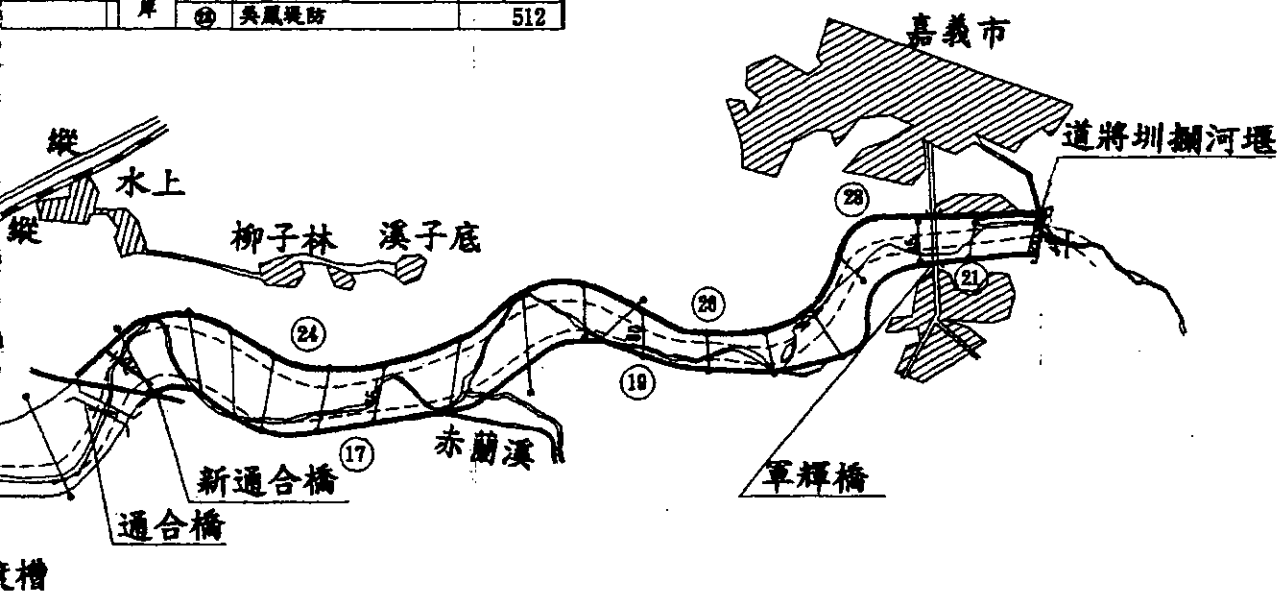 岸
吳鳳堤防 512
嘉義市
道將圳攔河堰
縱
水上
縱
柳子林 溪子底
28
21
26
24
19
17
赤蘭溪
新通合橋
軍輝橋
通合橋
槽